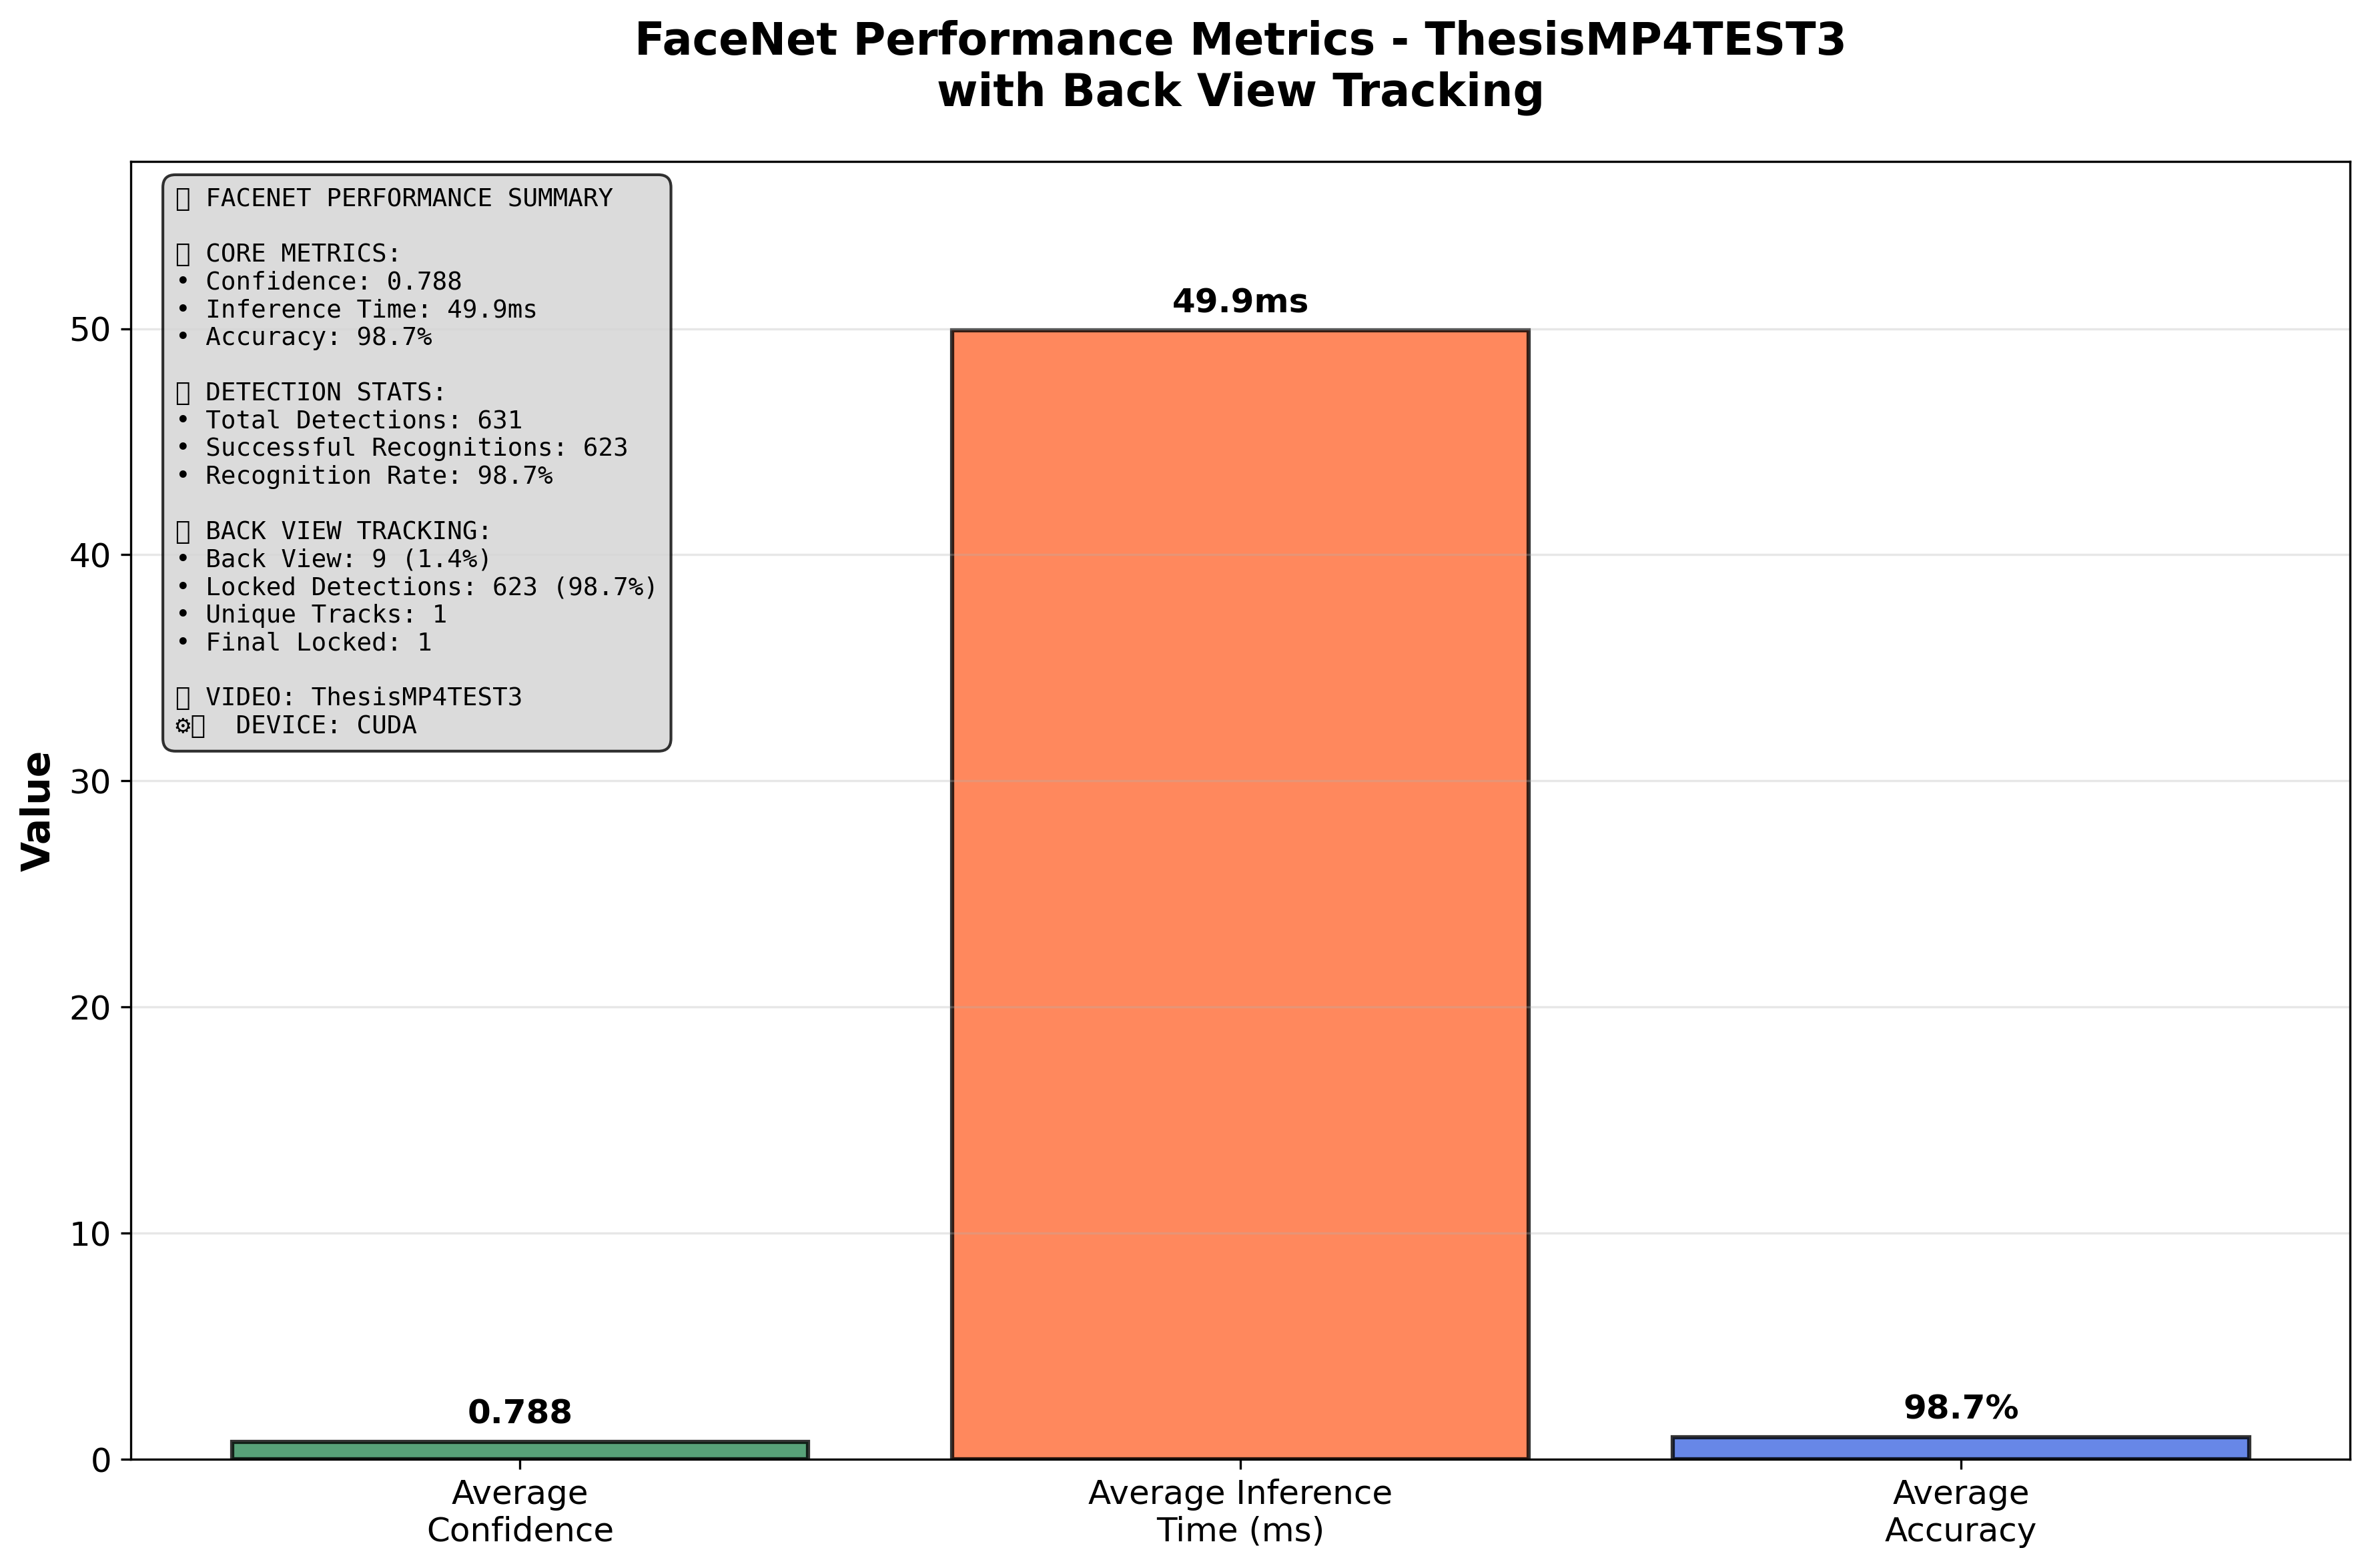 FaceNet Performance Metrics - ThesisMP4TEST3
with Back View Tracking
FACENET PERFORMANCE SUMMARY
CORE METRICS:
• Confidence: 0.788
• Inference Time: 49.9ms
• Accuracy: 98.7%
DETECTION STATS:
• Total Detections: 631
• Successful Recognitions: 623
• Recognition Rate: 98.7%
BACK VIEW TRACKING:
• Back View: 9 (1.4%)
• Locked Detections: 623 (98.7%)
• Unique Tracks: 1
• Final Locked: 1
VIDEO: ThesisMP4TEST3
⚙ DEVICE: CUDA
Value
50
40
30
20
10
0
0.788
49.9ms
98.7%
Average
Confidence
Average Inference
Time (ms)
Average
Accuracy